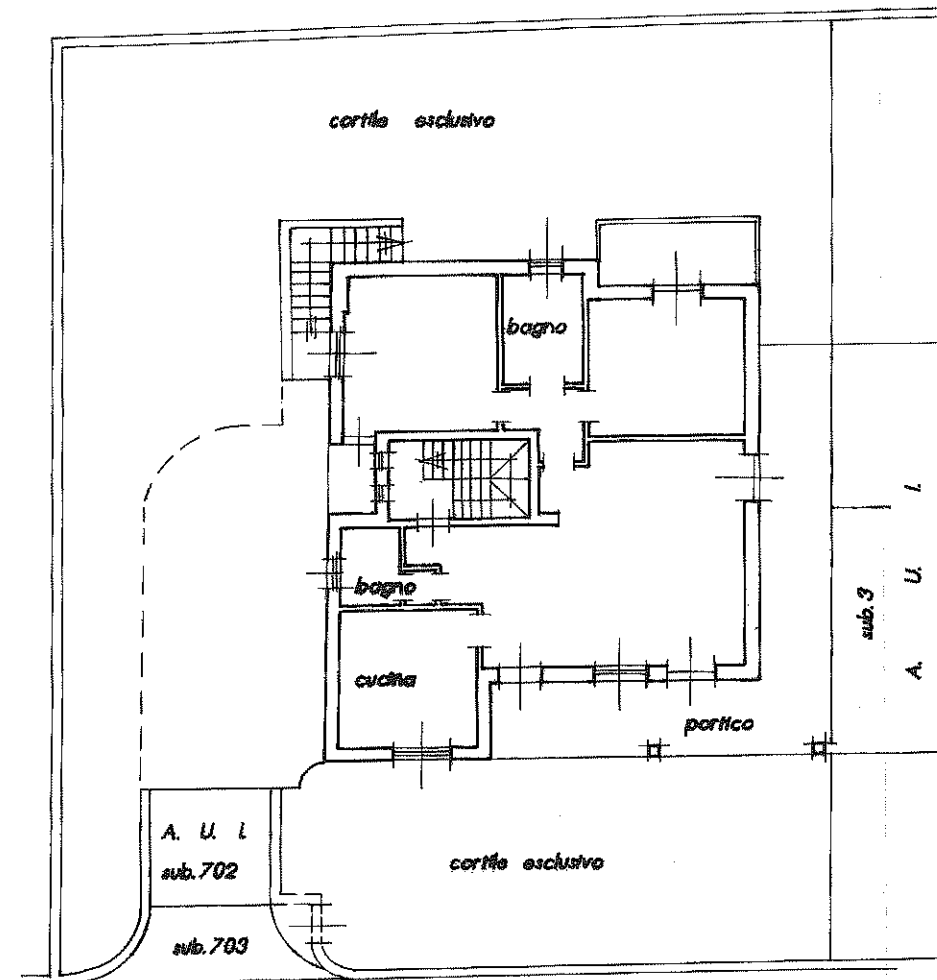 cortile esclusivo
bagno
bagno
cucina
portico
A. U. I.
sub.3
A. U. I.
sub.702
cortile esclusivo
sub.703